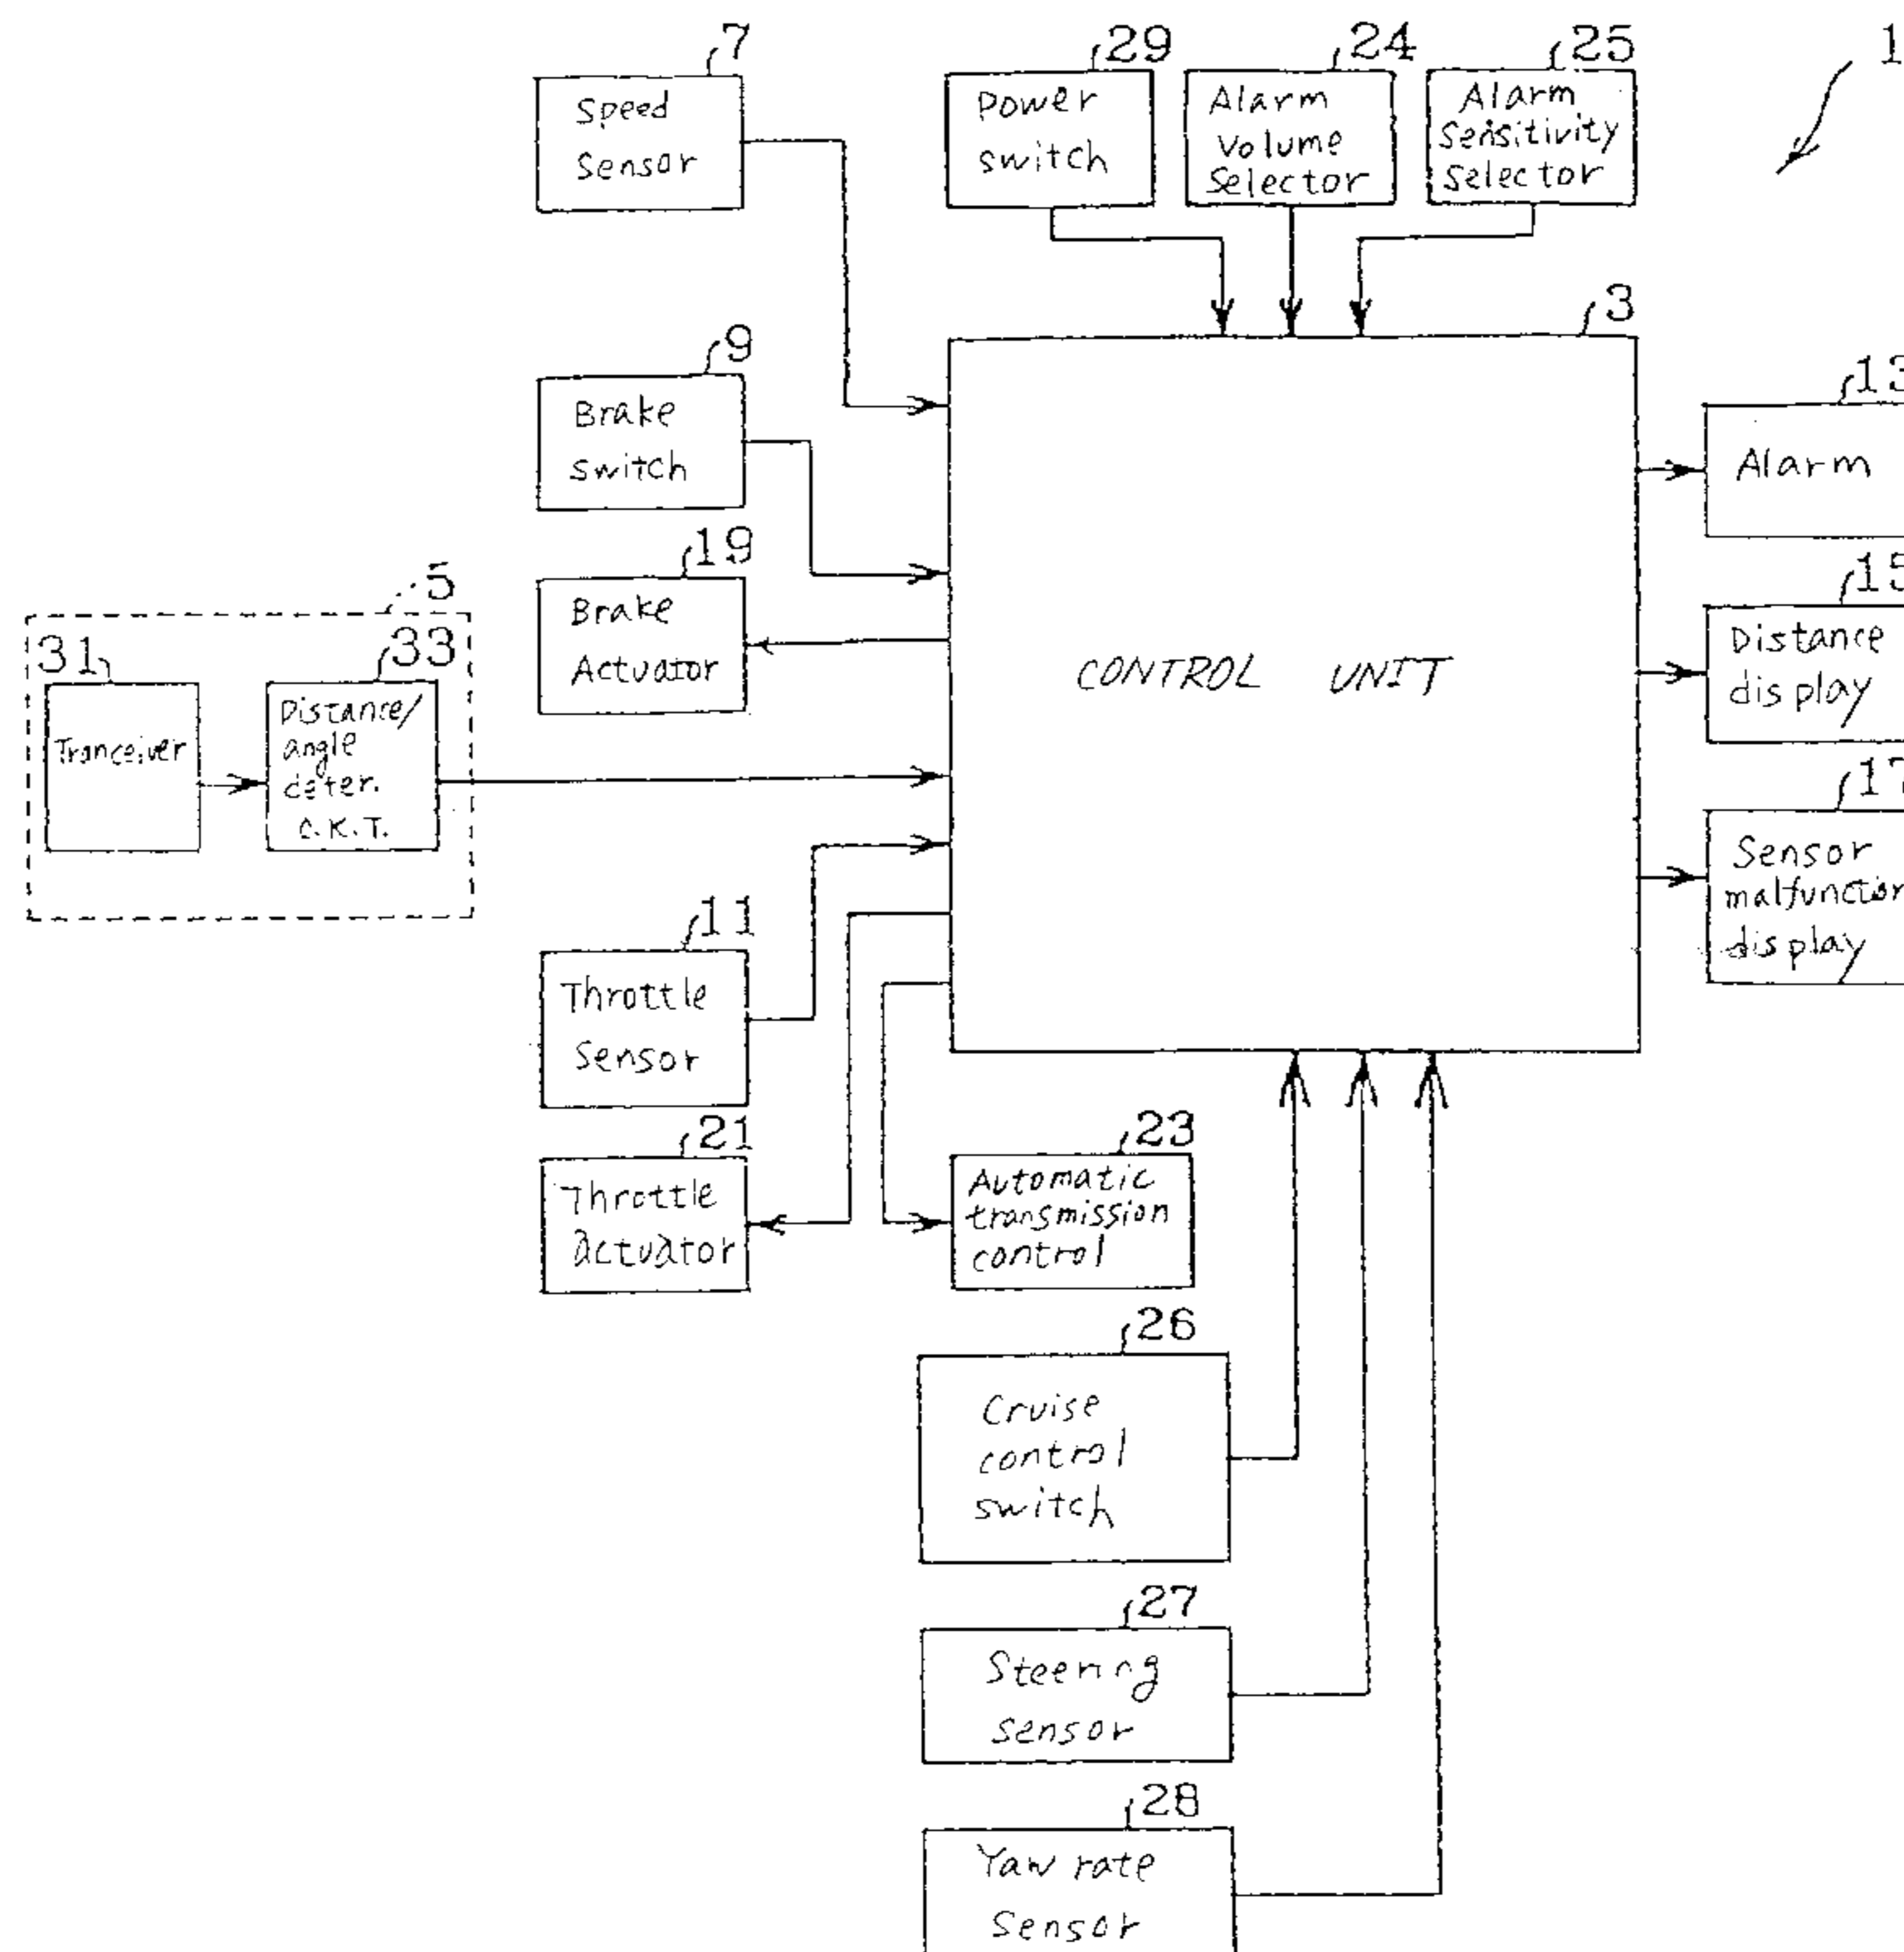 7
29
24
25
1
Speed
Sensor
Power
switch
Alarm
Volume
Selector
Alarm
Sensitivity
Selector
3
9
Brake
switch
13
Alarm
19
Brake
Actuator
CONTROL UNIT
15
Distance
display
5
31
33
Tranceiver
Distance/
angle
deter.
C.K.T.
17
Sensor
malfunction
display
11
Throttle
Sensor
21
Throttle
actuator
23
Automatic
transmission
control
26
Cruise
control
switch
27
Steering
sensor
28
Yaw rate
Sensor